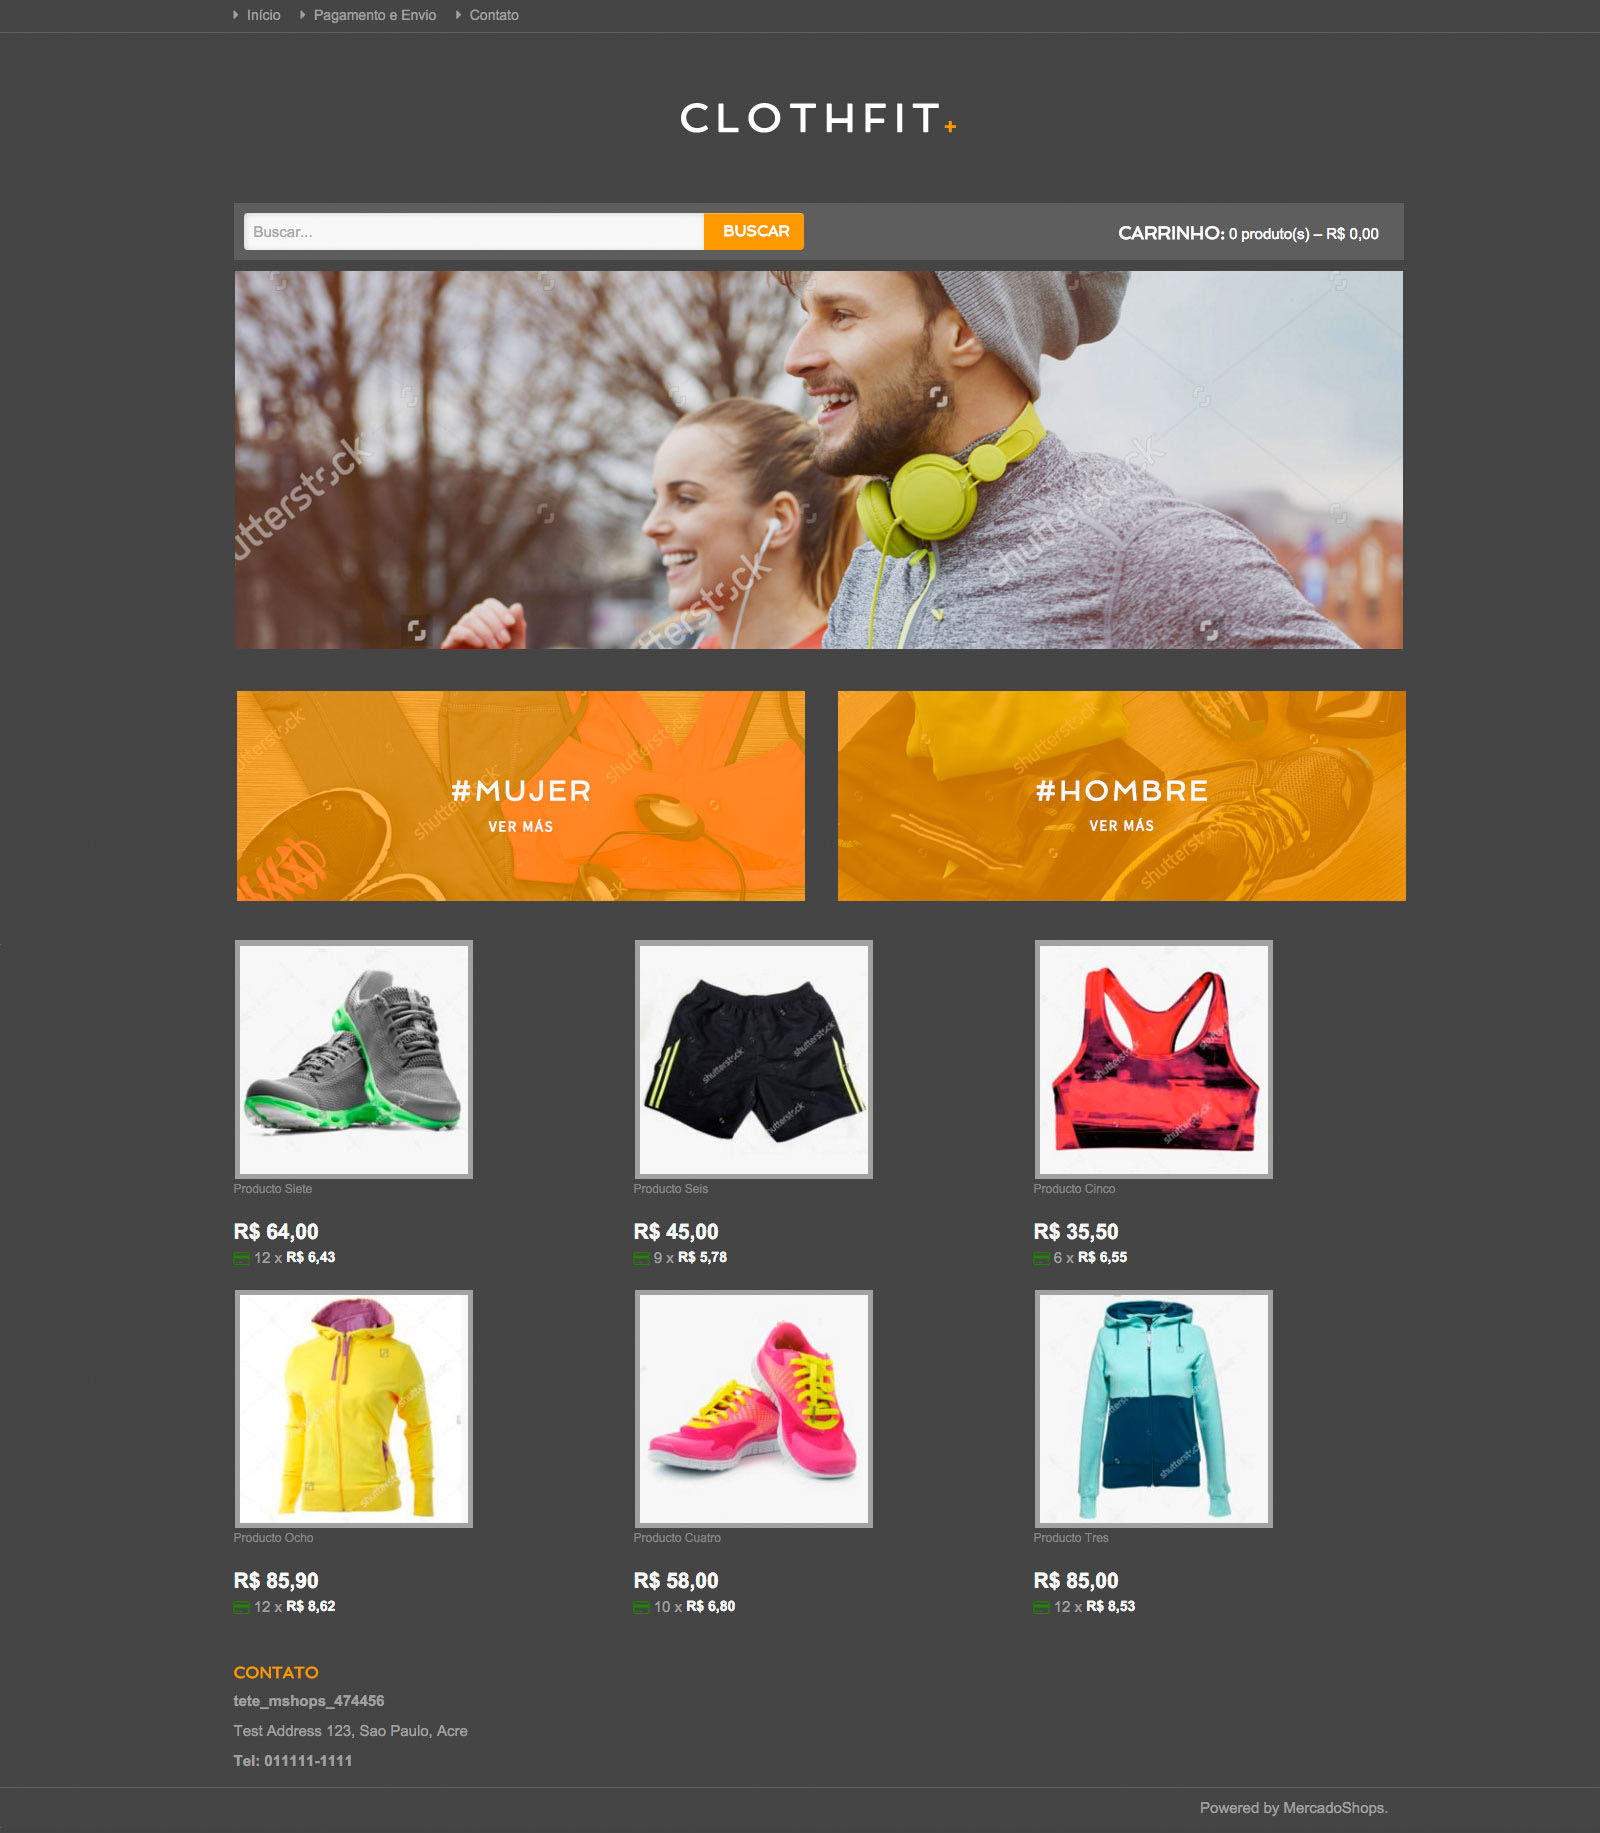 Início Pagamento e Envio Contato
CLOTHFIT+
Buscar...
BUSCAR
CARRINHO: 0 produto(s) – R$ 0,00
shutterstock
shutterstock
shutterstock
#MUJER
VER MÁS
#HOMBRE
VER MÁS
Producto Siete
R$ 64,00
12 x R$ 6,43
Producto Seis
R$ 45,00
9 x R$ 5,78
Producto Cinco
R$ 35,50
6 x R$ 6,55
Producto Ocho
R$ 85,90
12 x R$ 8,62
Producto Cuatro
R$ 58,00
10 x R$ 6,80
Producto Tres
R$ 85,00
12 x R$ 8,53
CONTATO
tete_mshops_474456
Test Address 123, Sao Paulo, Acre
Tel: 011111-1111
Powered by MercadoShops.